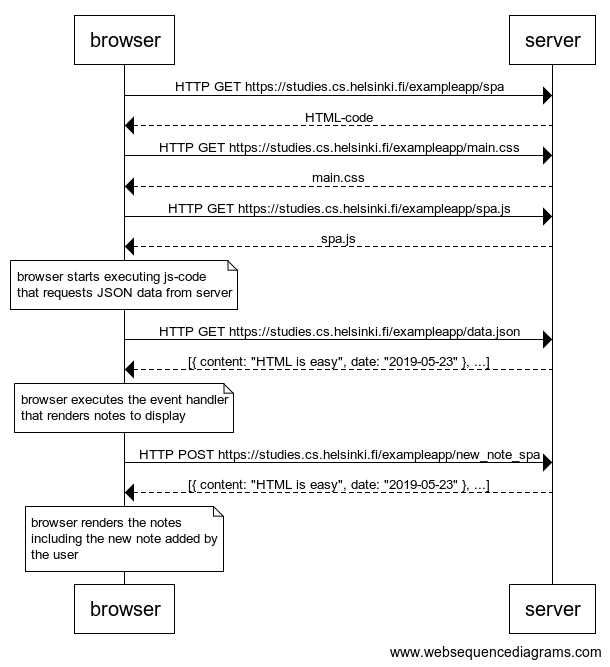 browser
server
HTTP GET https://studies.cs.helsinki.fi/exampleapp/spa
HTML-code
HTTP GET https://studies.cs.helsinki.fi/exampleapp/main.css
main.css
HTTP GET https://studies.cs.helsinki.fi/exampleapp/spa.js
spa.js
browser starts executing js-code
that requests JSON data from server
HTTP GET https://studies.cs.helsinki.fi/exampleapp/data.json
[{ content: "HTML is easy", date: "2019-05-23" }, ...]
browser executes the event handler
that renders notes to display
HTTP POST https://studies.cs.helsinki.fi/exampleapp/new_note_spa
[{ content: "HTML is easy", date: "2019-05-23" }, ...]
browser renders the notes
including the new note added by
the user
browser
server
www.websequencediagrams.com